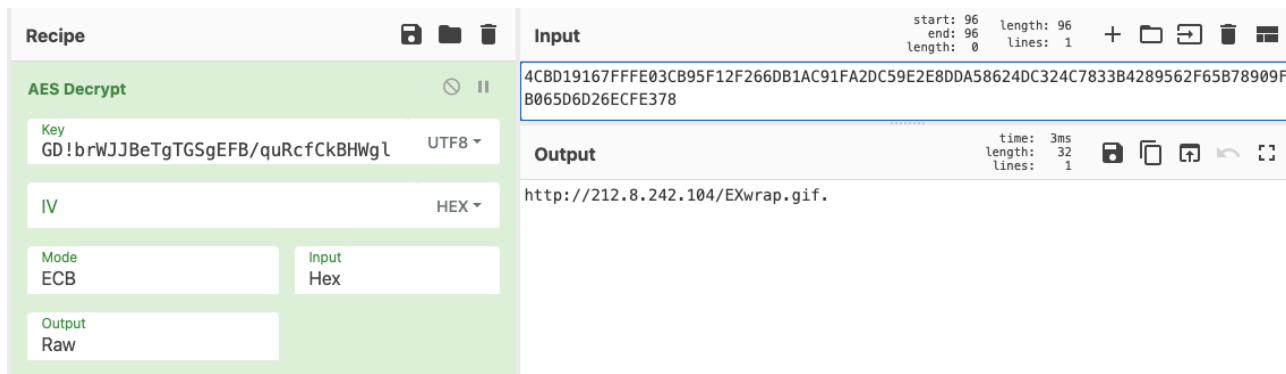 Recipe
AES Decrypt
Key
GD!brWJJBeTgTGSgEFB/quRcfCkBHWgl
UTF8
IV
HEX
Mode
ECB
Input
Hex
Output
Raw
Input
start: 96
end: 96
length: 0
length: 96
lines: 1
4CBD19167FFFE03CB95F12F266DB1AC91FA2DC59E2E8DDA58624DC324C7833B4289562F65B78909F
B065D6D26ECFE378
Output
time: 3ms
length: 32
lines: 1
http://212.8.242.104/EXwrap.gif.